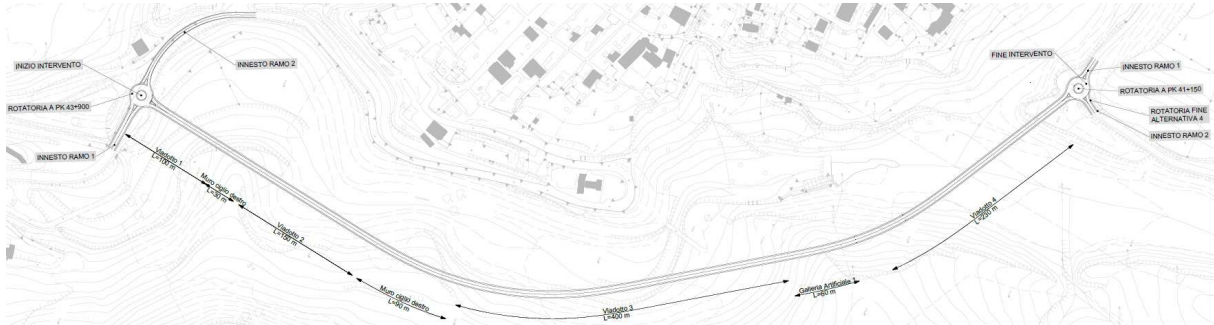 INIZIO INTERVENTO
INNESTO RAMO 2
ROTATORIA A PK 43+900
INNESTO RAMO 1
Viadotto 1
L=100 m
Muro ciglio destro
L=30 m
Viadotto 2
L=150 m
Muro ciglio destro
L=90 m
Viadotto 3
L=400 m
Galleria Artificiale 1
L=60 m
Viadotto 4
L=230 m
FINE INTERVENTO
INNESTO RAMO 1
ROTATORIA A PK 41+150
ROTATORIA FINE
ALTERNATIVA 4
INNESTO RAMO 2